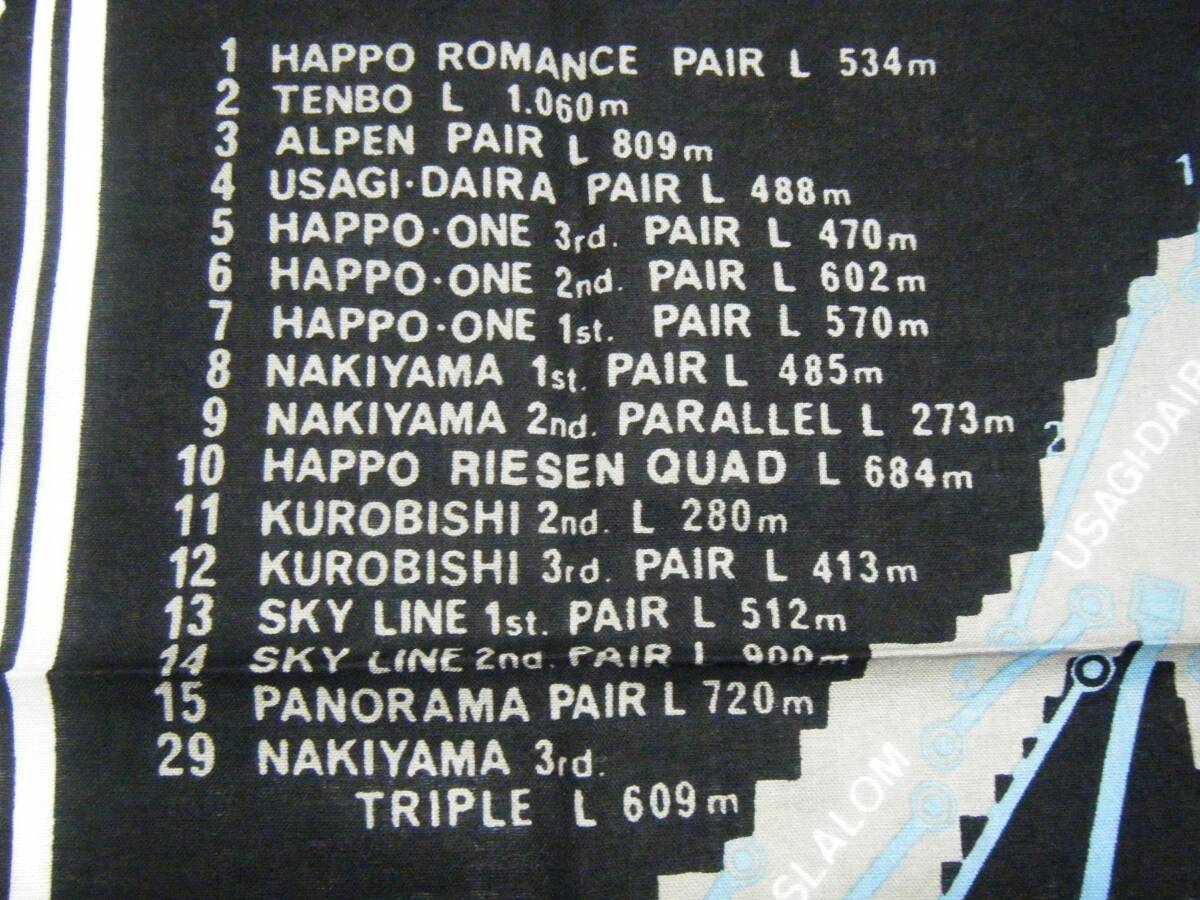 1 HAPPO ROMANCE PAIR L 534m
2 TENBO L 1.060m
3 ALPEN PAIR L 809m
4 USAGI·DAIRA PAIR L 488m
5 HAPPO·ONE 3rd. PAIR L 470m
6 HAPPO·ONE 2nd. PAIR L 602m
7 HAPPO·ONE 1st. PAIR L 570m
8 NAKIYAMA 1st. PAIR L 485m
9 NAKIYAMA 2nd. PARALLEL L 273m
10 HAPPO RIESEN QUAD L 684m
11 KUROBISHI 2nd. L 280m
12 KUROBISHI 3rd. PAIR L 413m
13 SKY LINE 1st. PAIR L 512m
14 SKY LINE 2nd. PAIR L
15 PANORAMA PAIR L 720m
29 NAKIYAMA 3rd.
TRIPLE L 609m
1
2
USAGI·DAIR
SLALOM